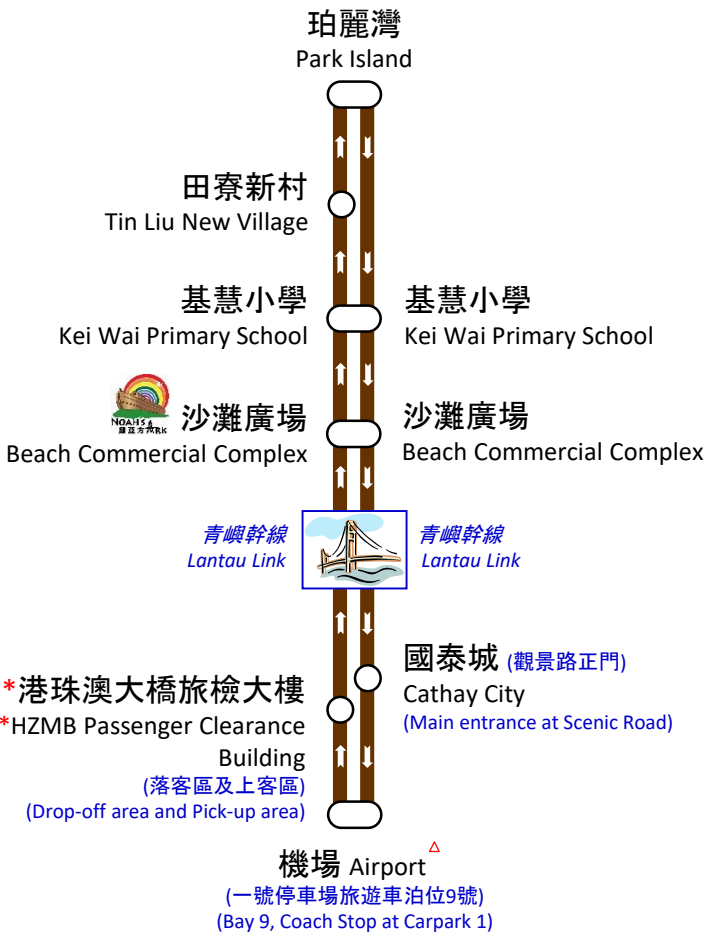 珀麗灣
Park Island
田寮新村
Tin Liu New Village
基慧小學
Kei Wai Primary School
基慧小學
Kei Wai Primary School
NOAH'S ARK
挪亞方舟
沙灘廣場
Beach Commercial Complex
沙灘廣場
Beach Commercial Complex
青嶼幹線
Lantau Link
青嶼幹線
Lantau Link
國泰城 (觀景路正門)
Cathay City
(Main entrance at Scenic Road)
*港珠澳大橋旅檢大樓
*HZMB Passenger Clearance
Building
(落客區及上客區)
(Drop-off area and Pick-up area)
機場 Airport△
(一號停車場旅遊車泊位9號)
(Bay 9, Coach Stop at Carpark 1)